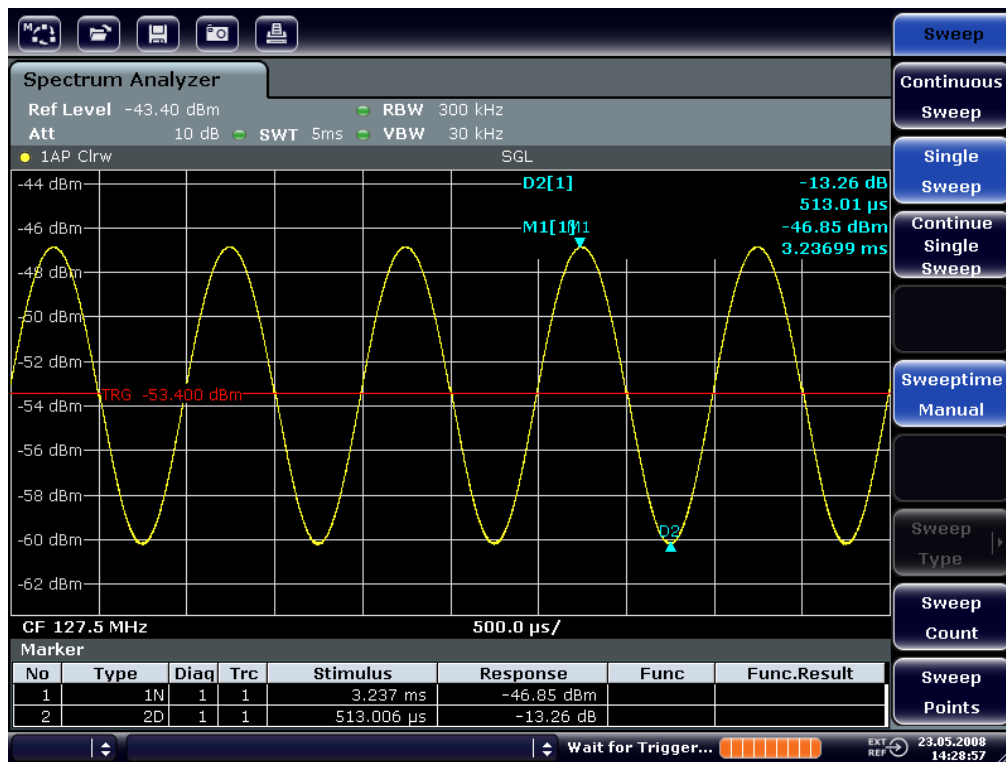 M
Sweep
Spectrum Analyzer
Ref Level -43.40 dBm RBW 300 kHz
Att 10 dB SWT 5ms VBW 30 kHz
1AP Clrw SGL
-44 dBm
D2[1] -13.26 dB
513.01 µs
-46 dBm
M1[1] M1 -46.85 dBm
3.23699 ms
-48 dBm
-50 dBm
-52 dBm
TRG -53.400 dBm
-54 dBm
-56 dBm
-58 dBm
D2
-60 dBm
-62 dBm
CF 127.5 MHz 500.0 µs/
Marker
No Type Diaq Trc Stimulus Response Func Func.Result
1 1N 1 1 3.237 ms -46.85 dBm
2 2D 1 1 513.006 µs -13.26 dB
Wait for Trigger... EXT REF 23.05.2008
14:28:57
Continuous
Sweep
Single
Sweep
Continue
Single
Sweep
Sweeptime
Manual
Sweep
Type
Sweep
Count
Sweep
Points